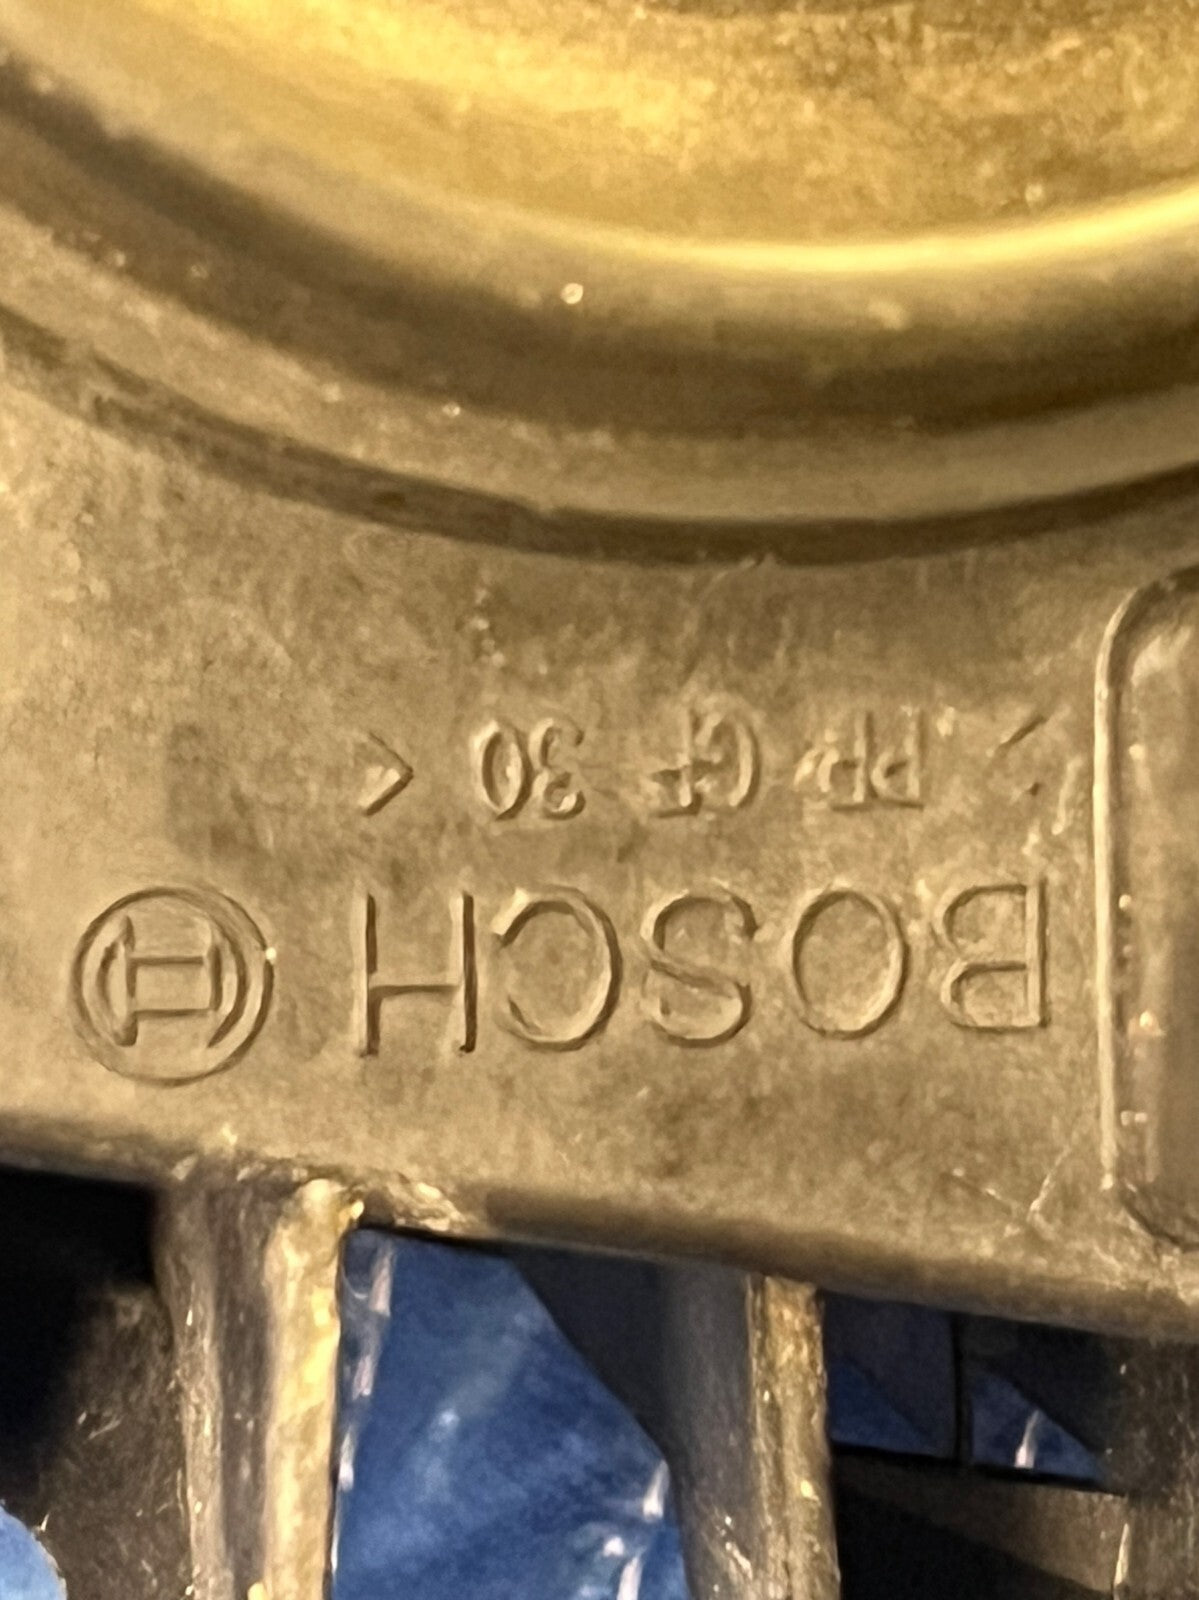 BOSCH
> PP GF 30 <